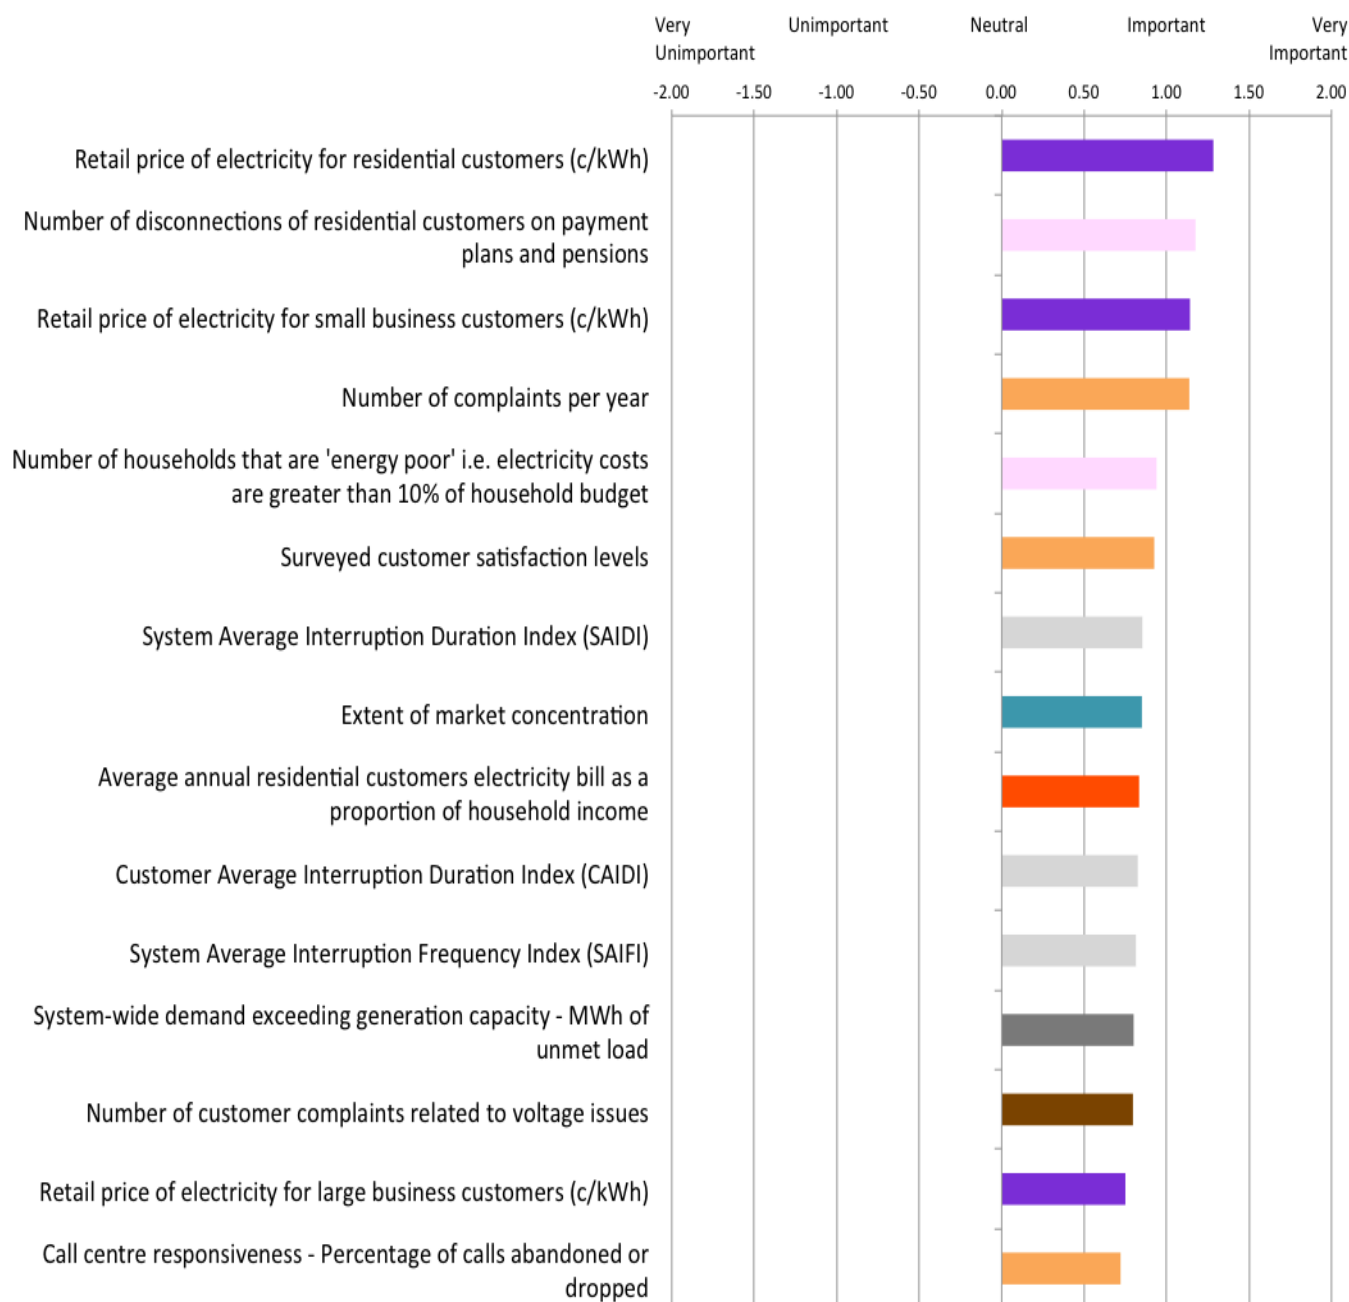 Very Unimportant Neutral Important Very
Unimportant Important
-2.00 -1.50 -1.00 -0.50 0.00 0.50 1.00 1.50 2.00
Retail price of electricity for residential customers (c/kWh)
Number of disconnections of residential customers on payment
plans and pensions
Retail price of electricity for small business customers (c/kWh)
Number of complaints per year
Number of households that are 'energy poor' i.e. electricity costs
are greater than 10% of household budget
Surveyed customer satisfaction levels
System Average Interruption Duration Index (SAIDI)
Extent of market concentration
Average annual residential customers electricity bill as a
proportion of household income
Customer Average Interruption Duration Index (CAIDI)
System Average Interruption Frequency Index (SAIFI)
System-wide demand exceeding generation capacity - MWh of
unmet load
Number of customer complaints related to voltage issues
Retail price of electricity for large business customers (c/kWh)
Call centre responsiveness - Percentage of calls abandoned or
dropped